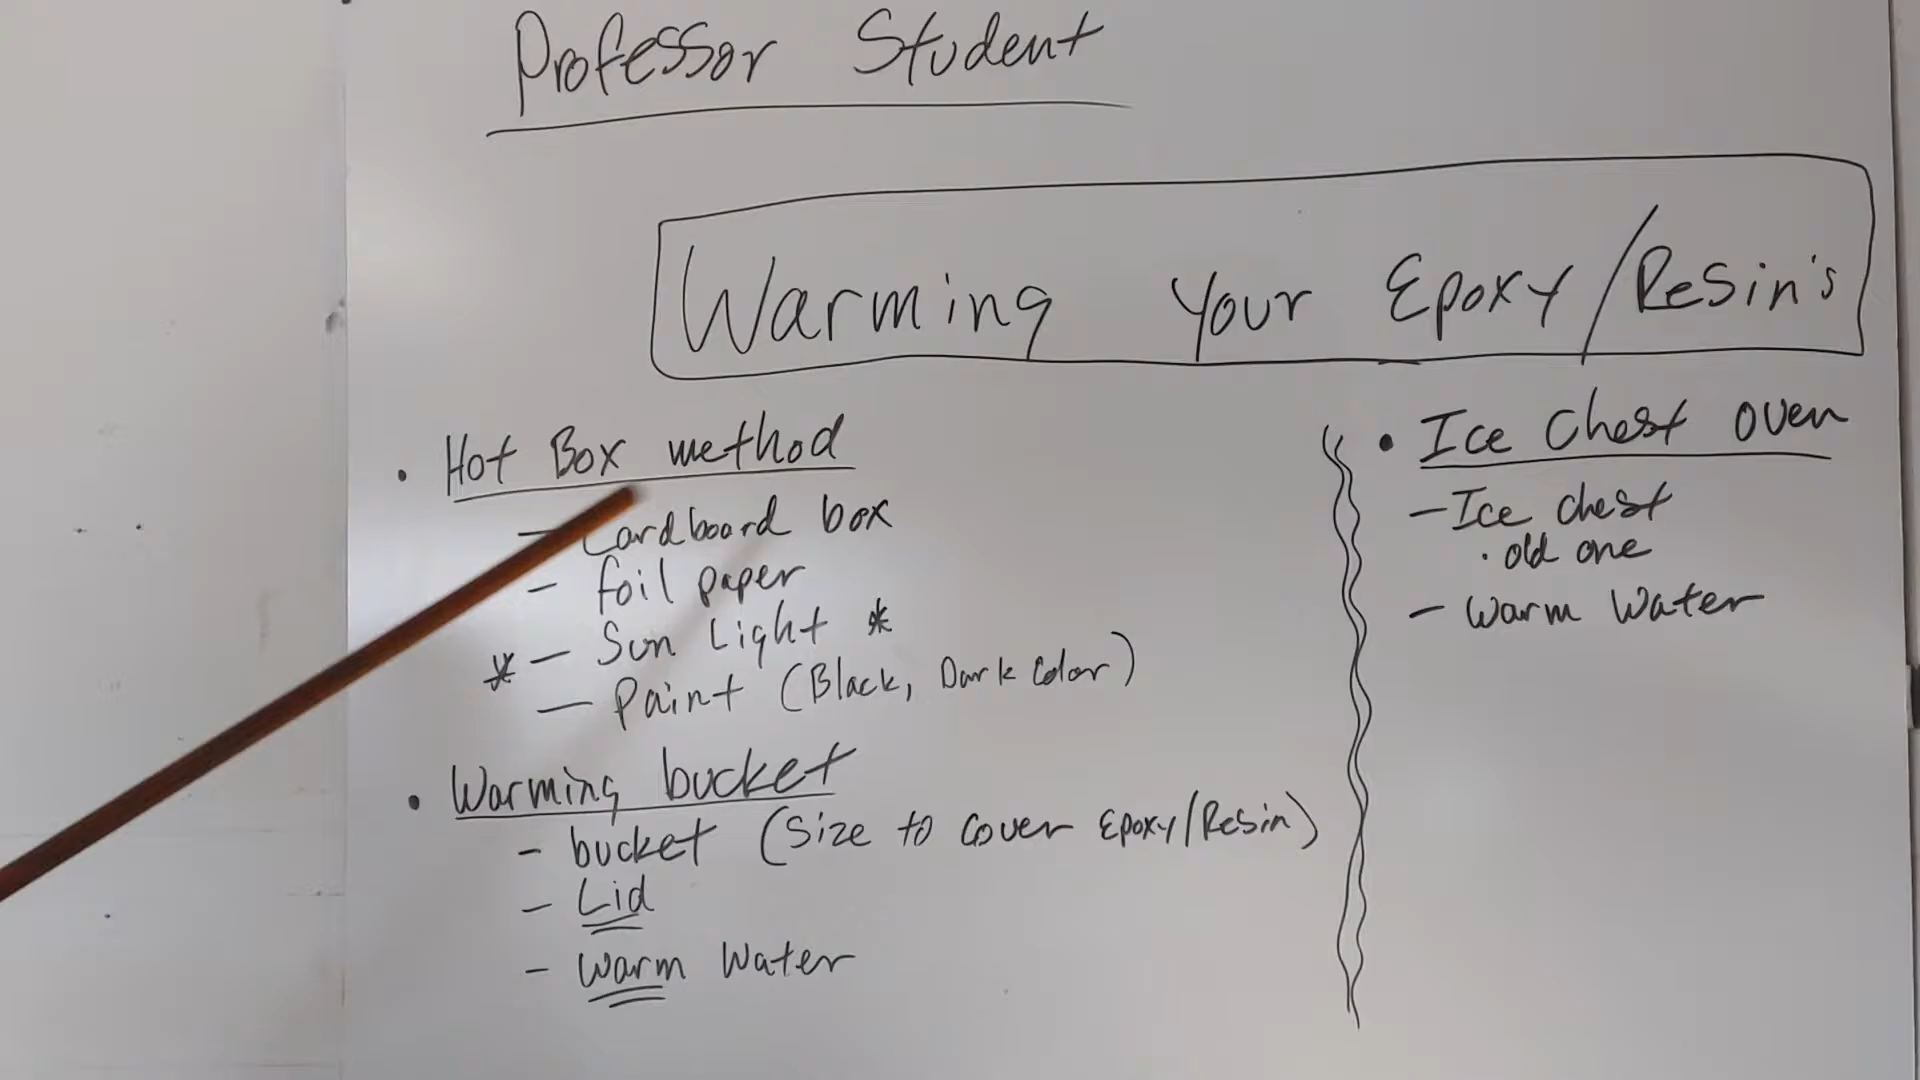 Professor Student
Warming Your Epoxy/Resin's
• Hot Box method
- Cardboard box
- foil paper
* - Sun Light *
- Paint (Black, Dark Color)
• Warming bucket
- bucket (Size to cover Epoxy/Resin)
- Lid
- Warm Water
• Ice Chest oven
- Ice chest
• old one
- Warm Water